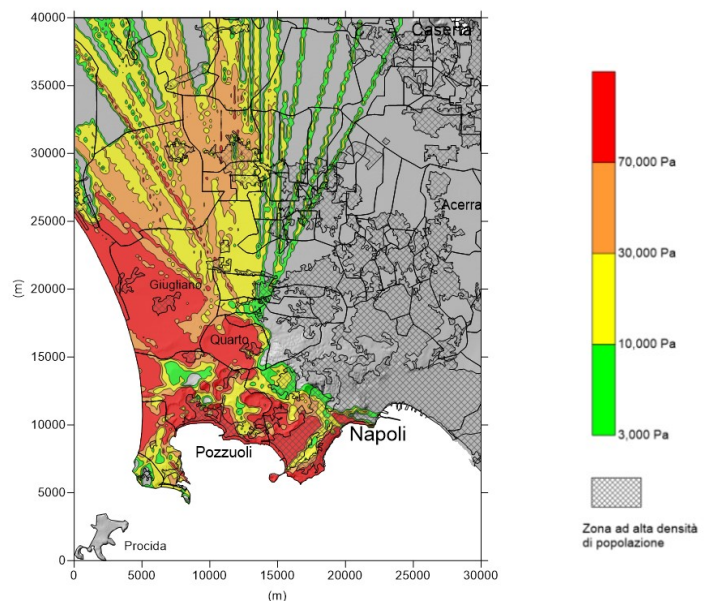 40000
35000
30000
25000
20000
15000
10000
5000
0
(m)
0
5000
10000
15000
20000
25000
30000
(m)
Caserta
Acerra
Giugliano
Quarto
Napoli
Pozzuoli
Procida
70,000 Pa
30,000 Pa
10,000 Pa
3,000 Pa
Zona ad alta densità
di popolazione